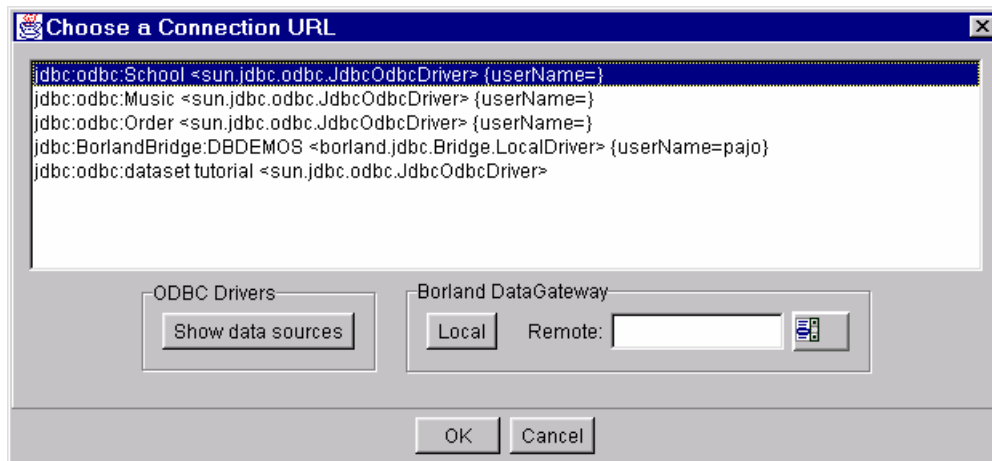 Choose a Connection URL
jdbc:odbc:School <sun.jdbc.odbc.JdbcOdbcDriver> {userName=}
jdbc:odbc:Music <sun.jdbc.odbc.JdbcOdbcDriver> {userName=}
jdbc:odbc:Order <sun.jdbc.odbc.JdbcOdbcDriver> {userName=}
jdbc:BorlandBridge:DBDEMOS <borland.jdbc.Bridge.LocalDriver> {userName=pajo}
jdbc:odbc:dataset tutorial <sun.jdbc.odbc.JdbcOdbcDriver>
ODBC Drivers
Show data sources
Borland DataGateway
Local Remote:
OK Cancel